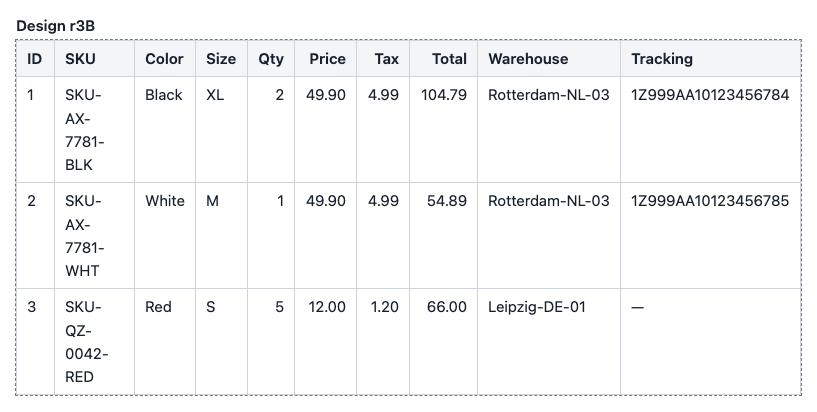 Design r3B
ID SKU Color Size Qty Price Tax Total Warehouse Tracking
1 SKU- Black XL 2 49.90 4.99 104.79 Rotterdam-NL-03 1Z999AA10123456784
AX-
7781-
BLK
2 SKU- White M 1 49.90 4.99 54.89 Rotterdam-NL-03 1Z999AA10123456785
AX-
7781-
WHT
3 SKU- Red S 5 12.00 1.20 66.00 Leipzig-DE-01 —
QZ-
0042-
RED